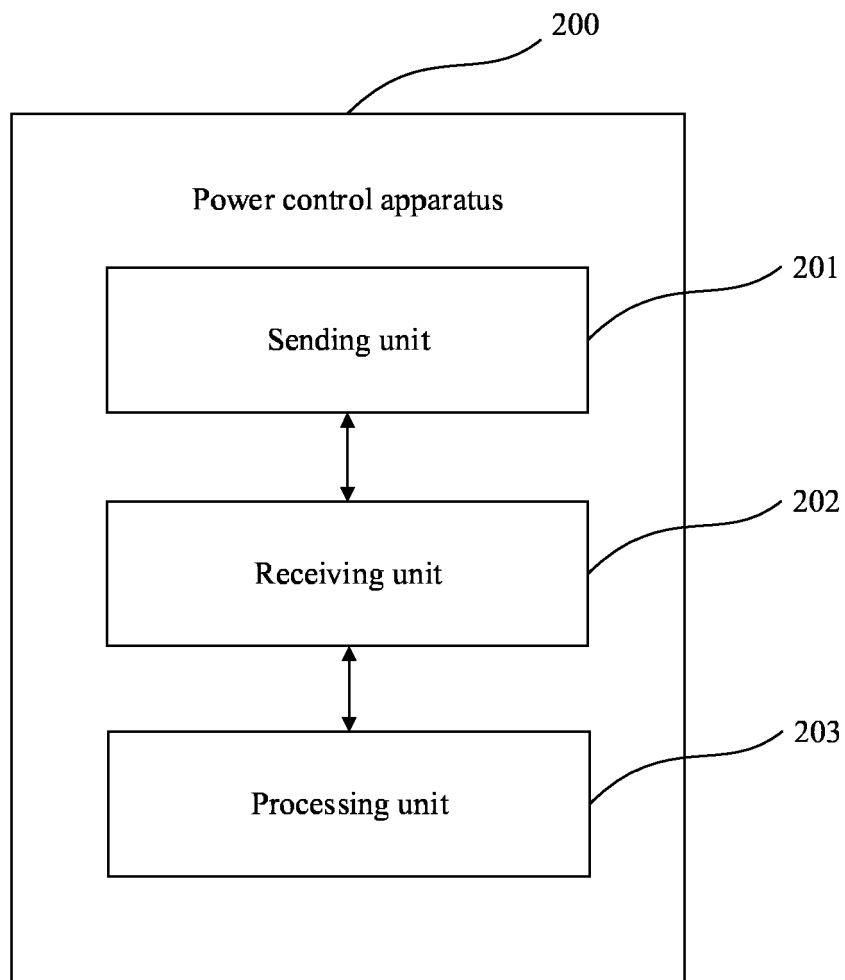 200
Power control apparatus
201
Sending unit
202
Receiving unit
203
Processing unit